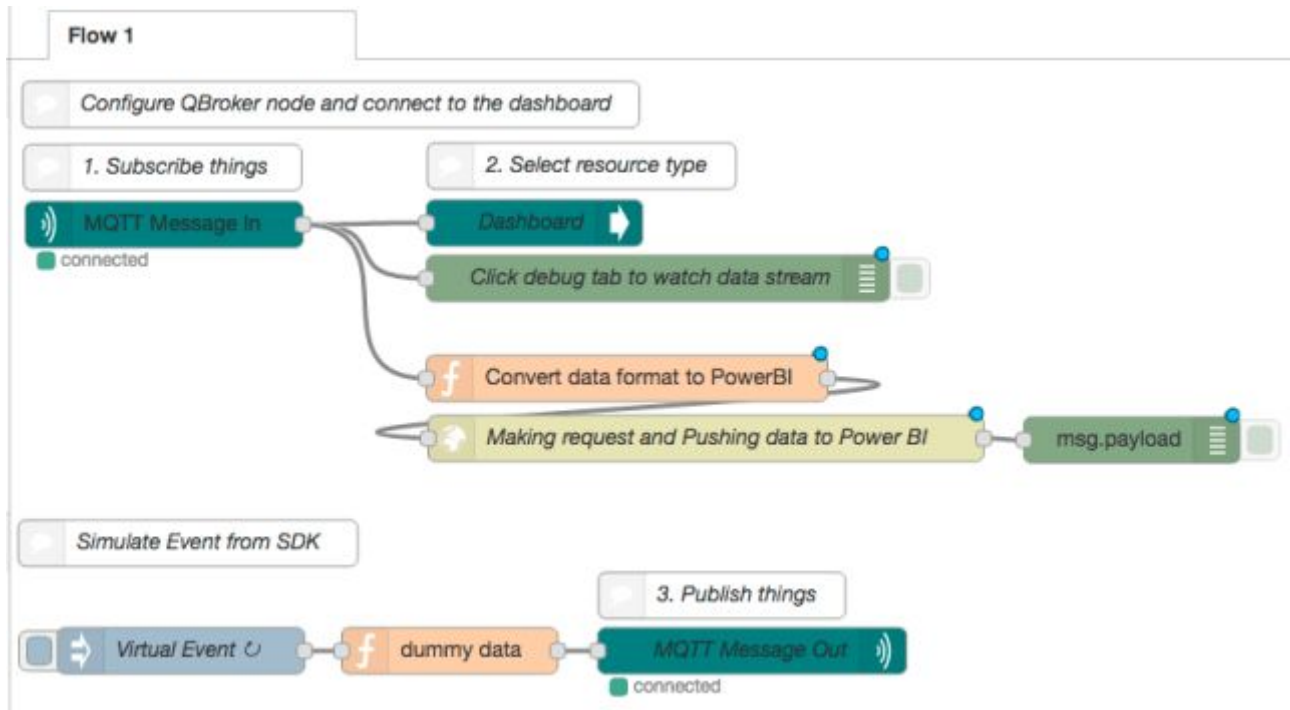 Flow 1
Configure QBroker node and connect to the dashboard
1. Subscribe things
2. Select resource type
MQTT Message In
Dashboard
connected
Click debug tab to watch data stream
Convert data format to PowerBI
Making request and Pushing data to Power BI
msg.payload
Simulate Event from SDK
3. Publish things
Virtual Event ↻
dummy data
MQTT Message Out
connected